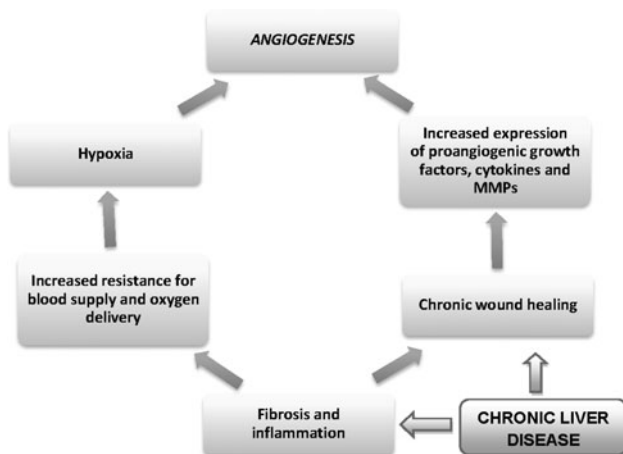 ANGIOGENESIS
Hypoxia
Increased expression
of proangiogenic growth
factors, cytokines and
MMPs
Increased resistance for
blood supply and oxygen
delivery
Chronic wound healing
Fibrosis and
inflammation
CHRONIC LIVER
DISEASE